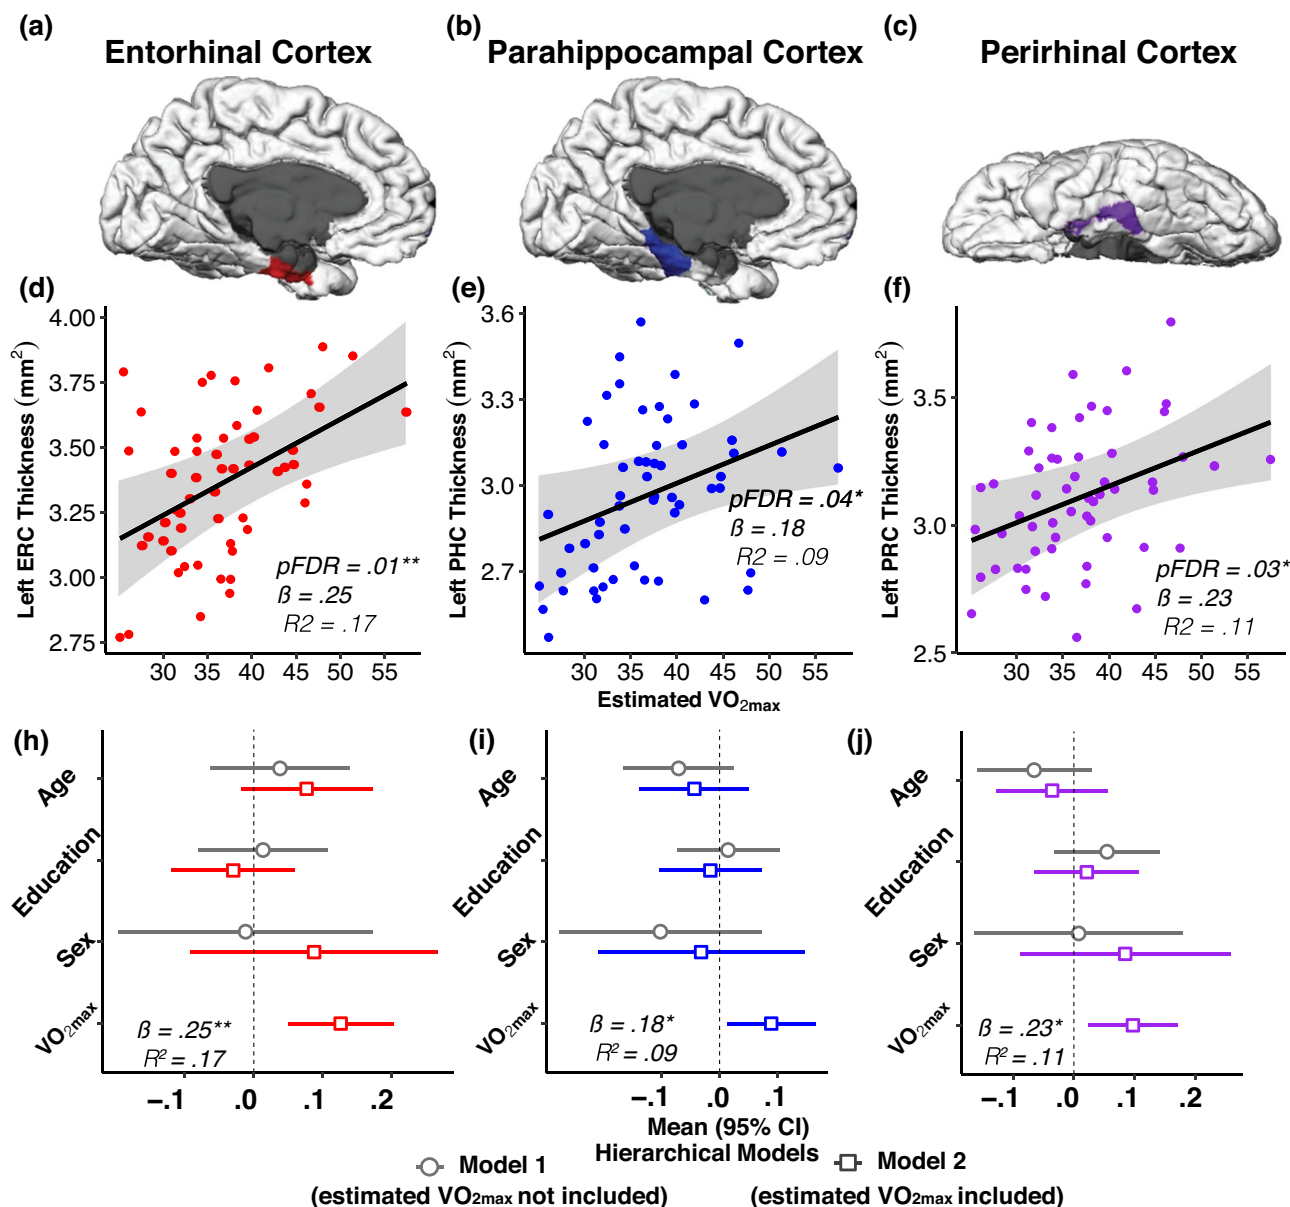 (a)
Entorhinal Cortex
(b)
Parahippocampal Cortex
(c)
Perirhinal Cortex
(d)
Left ERC Thickness (mm²)
4.00
3.75
3.50
3.25
3.00
2.75
pFDR = .01**
ß = .25
R2 = .17
30 35 40 45 50 55
(e)
Left PHC Thickness (mm²)
3.6
3.3
3.0
2.7
pFDR = .04*
ß = .18
R2 = .09
30 35 40 45 50 55
Estimated VO₂max
(f)
Left PRC Thickness (mm²)
3.5
3.0
2.5
pFDR = .03*
ß = .23
R2 = .11
30 35 40 45 50 55
(h)
Age
Education
Sex
VO₂max
ß = .25**
R² = .17
–.1 .0 .1 .2
(i)
Age
Education
Sex
VO₂max
ß = .18*
R² = .09
–.1 .0 .1
(j)
Age
Education
Sex
VO₂max
ß = .23*
R² = .11
–.1 .0 .1 .2
Mean (95% CI)
Hierarchical Models
Model 1
(estimated VO₂max not included)
Model 2
(estimated VO₂max included)